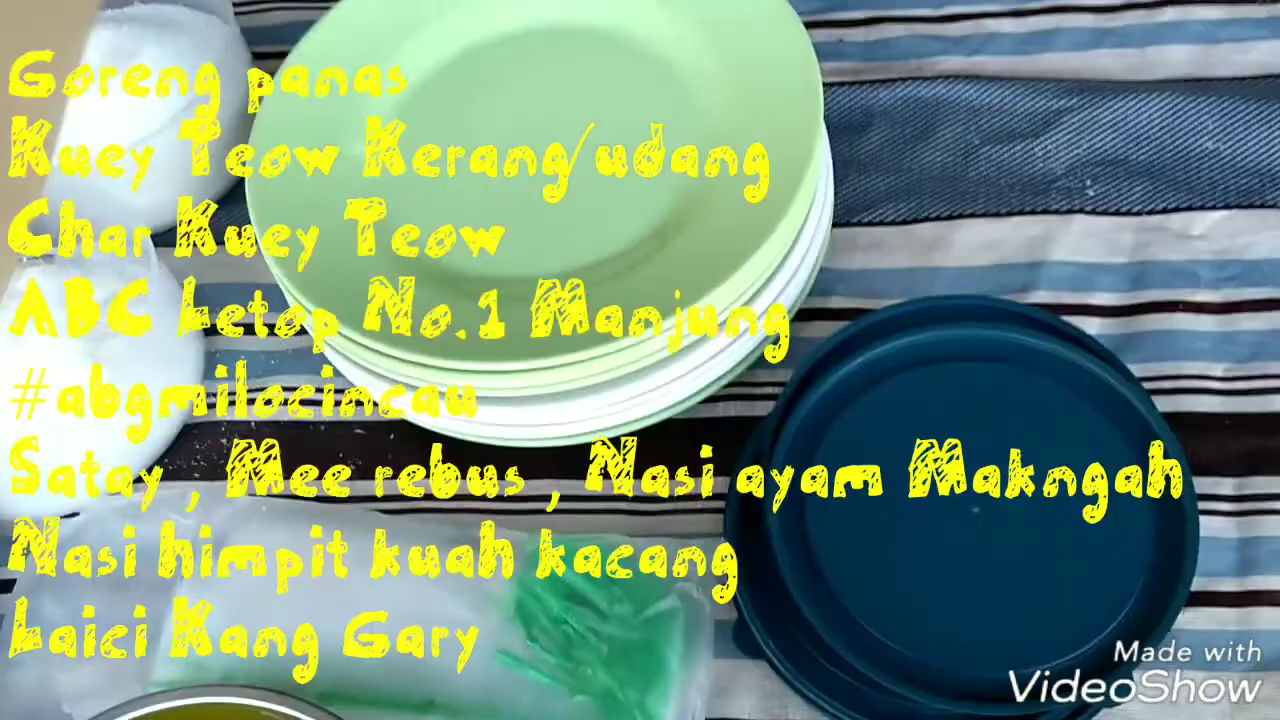 Goreng panas
Kuey Teow Kerang/udang
Char Kuey Teow
ABC Letop No.1 Manjung
#abgmilocincau
Satay , Mee rebus , Nasi ayam Makngah
Nasi himpit kuah kacang
Laici Kang Gary
Made with
VideoShow